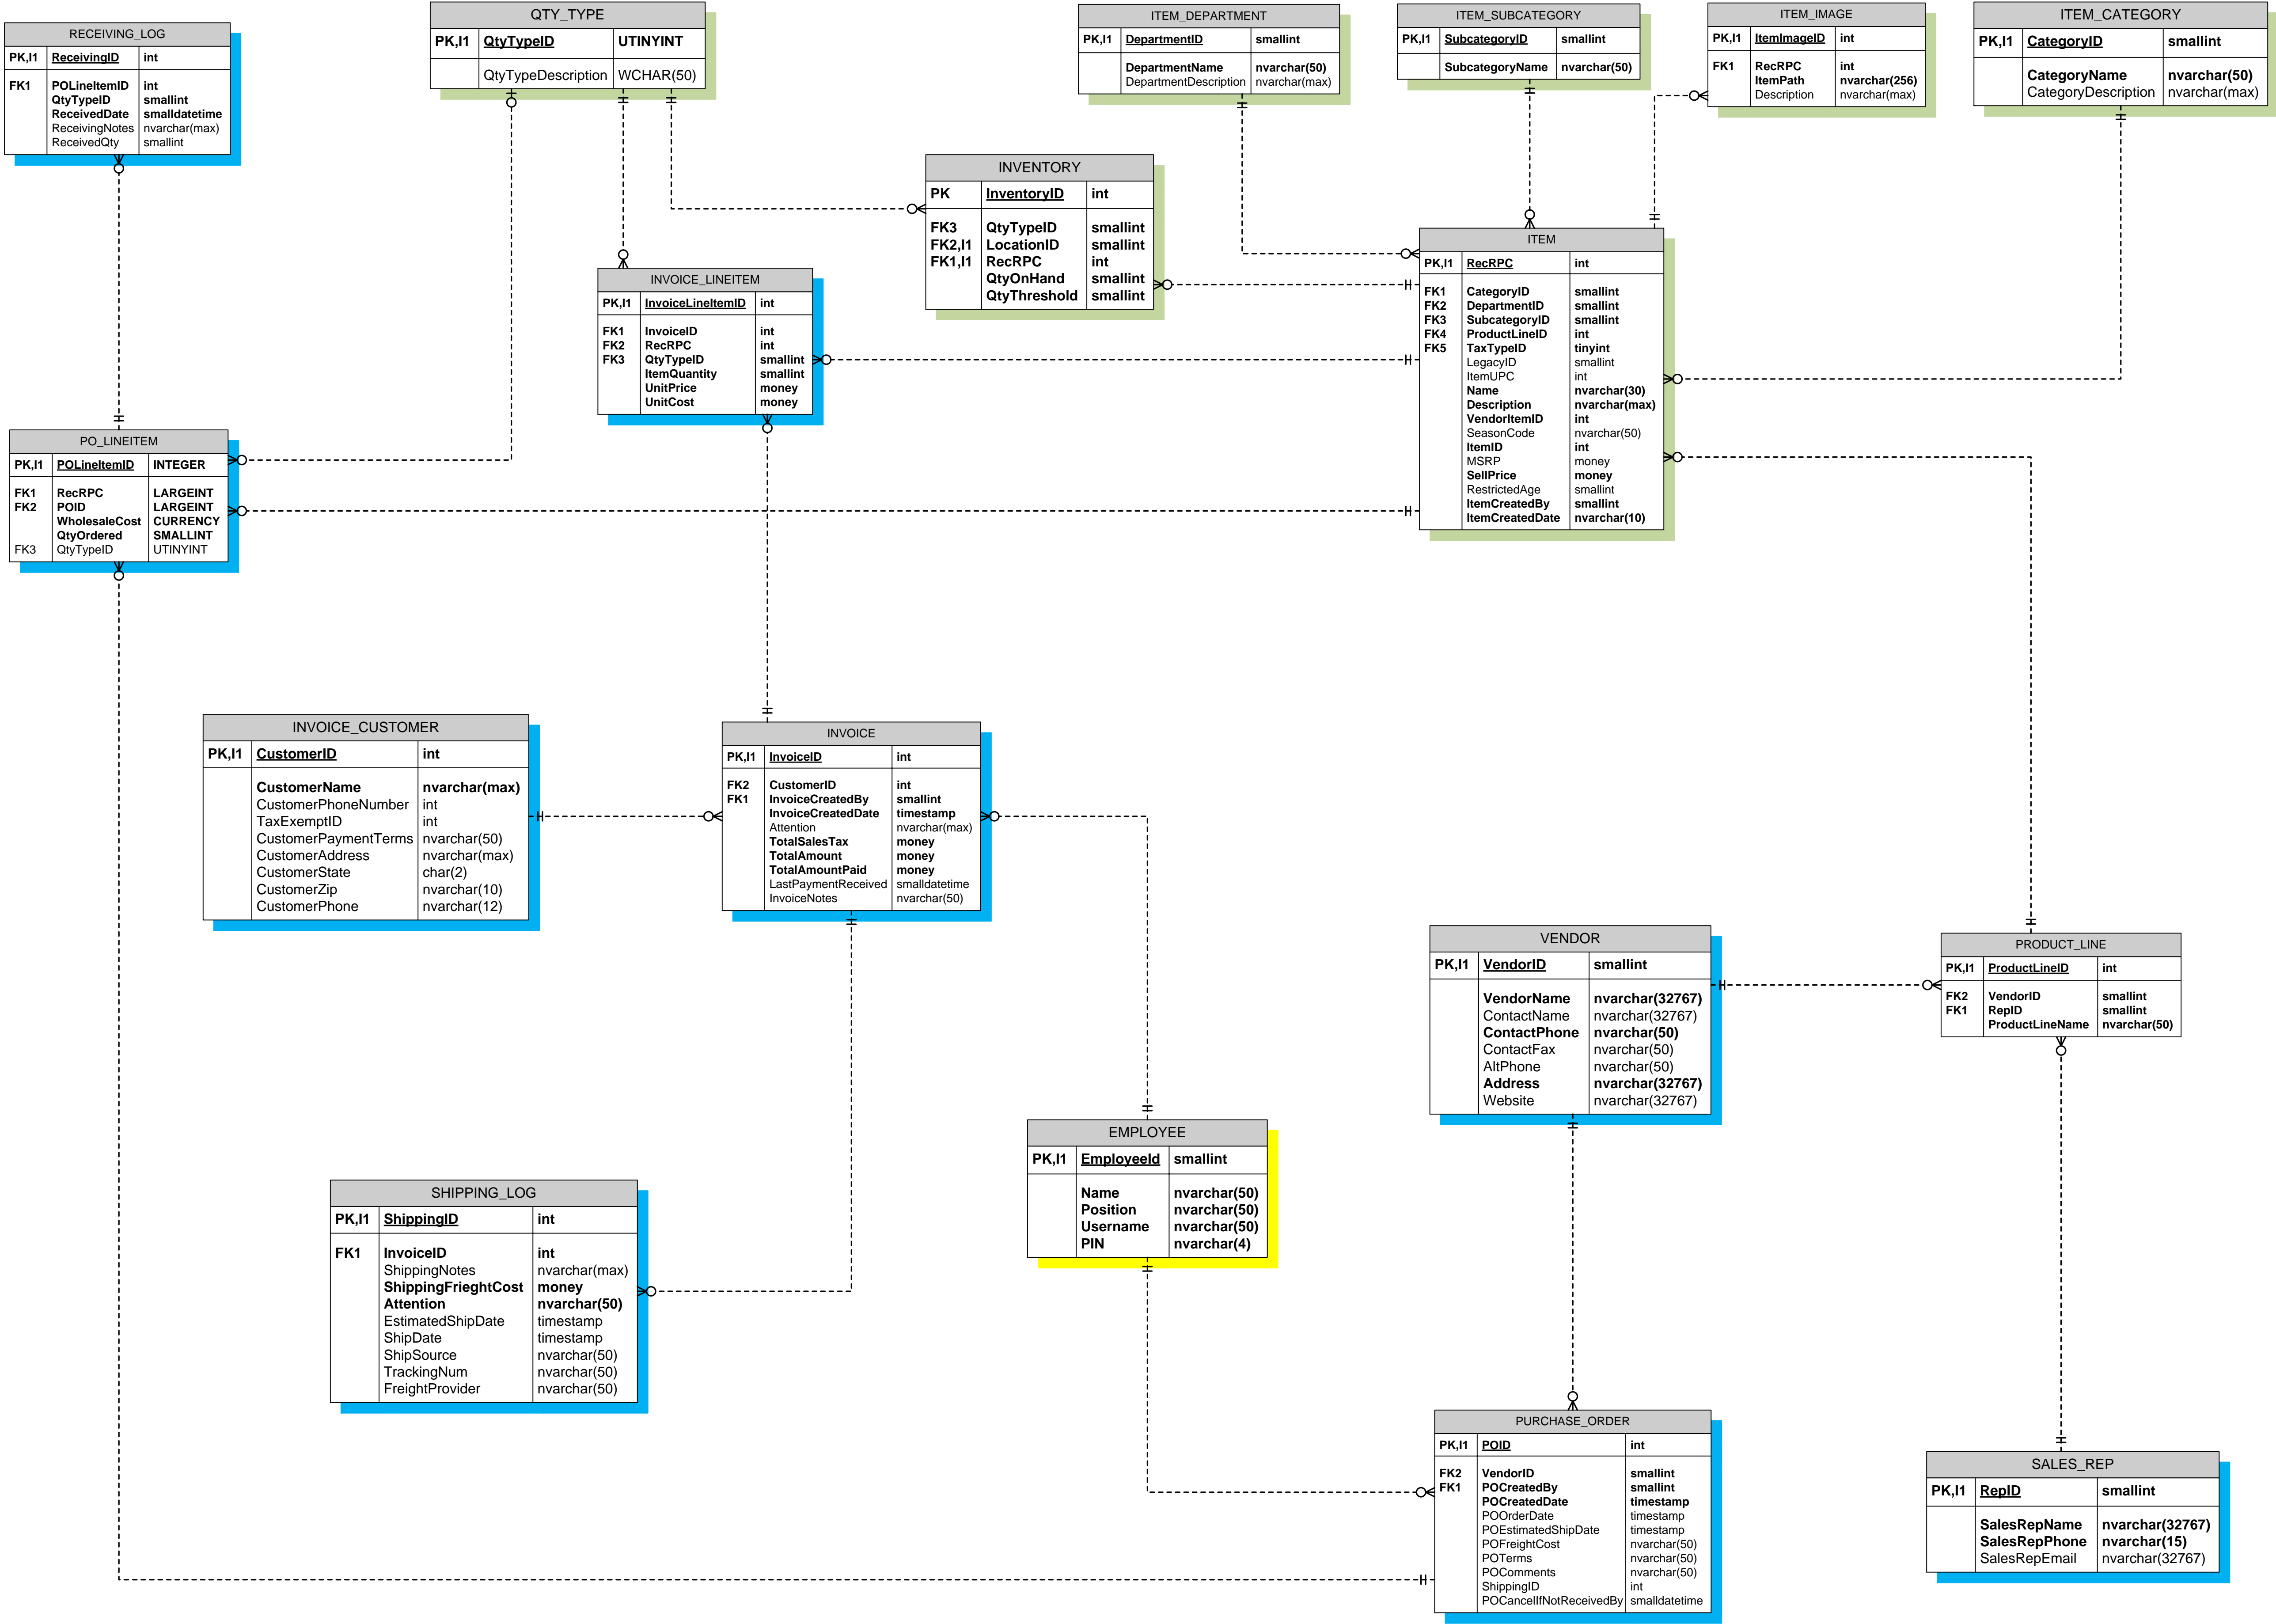 RECEIVING_LOG
PK,I1 ReceivingID int
FK1 POLineItemID int
QtyTypeID smallint
ReceivedDate smalldatetime
ReceivingNotes nvarchar(max)
ReceivedQty smallint
QTY_TYPE
PK,I1 QtyTypeID UTINYINT
QtyTypeDescription WCHAR(50)
ITEM_DEPARTMENT
PK,I1 DepartmentID smallint
DepartmentName nvarchar(50)
DepartmentDescription nvarchar(max)
ITEM_SUBCATEGORY
PK,I1 SubcategoryID smallint
SubcategoryName nvarchar(50)
ITEM_IMAGE
PK,I1 ItemImageID int
FK1 RecRPC int
ItemPath nvarchar(256)
Description nvarchar(max)
ITEM_CATEGORY
PK,I1 CategoryID smallint
CategoryName nvarchar(50)
CategoryDescription nvarchar(max)
INVENTORY
PK InventoryID int
FK3 QtyTypeID smallint
FK2,I1 LocationID smallint
FK1,I1 RecRPC int
QtyOnHand smallint
QtyThreshold smallint
INVOICE_LINEITEM
PK,I1 InvoiceLineItemID int
FK1 InvoiceID int
FK2 RecRPC int
FK3 QtyTypeID smallint
ItemQuantity smallint
UnitPrice money
UnitCost money
ITEM
PK,I1 RecRPC int
FK1 CategoryID smallint
FK2 DepartmentID smallint
FK3 SubcategoryID smallint
FK4 ProductLineID int
FK5 TaxTypeID tinyint
LegacyID smallint
ItemUPC int
Name nvarchar(30)
Description nvarchar(max)
VendorItemID int
SeasonCode nvarchar(50)
ItemID int
MSRP money
SellPrice money
RestrictedAge smallint
ItemCreatedBy smallint
ItemCreatedDate nvarchar(10)
PO_LINEITEM
PK,I1 POLineItemID INTEGER
FK1 RecRPC LARGEINT
FK2 POID LARGEINT
WholesaleCost CURRENCY
QtyOrdered SMALLINT
FK3 QtyTypeID UTINYINT
INVOICE_CUSTOMER
PK,I1 CustomerID int
CustomerName nvarchar(max)
CustomerPhoneNumber int
TaxExemptID int
CustomerPaymentTerms nvarchar(50)
CustomerAddress nvarchar(max)
CustomerState char(2)
CustomerZip nvarchar(10)
CustomerPhone nvarchar(12)
INVOICE
PK,I1 InvoiceID int
FK2 CustomerID int
FK1 InvoiceCreatedBy smallint
InvoiceCreatedDate timestamp
Attention nvarchar(max)
TotalSalesTax money
TotalAmount money
TotalAmountPaid money
LastPaymentReceived smalldatetime
InvoiceNotes nvarchar(50)
VENDOR
PK,I1 VendorID smallint
VendorName nvarchar(32767)
ContactName nvarchar(32767)
ContactPhone nvarchar(50)
ContactFax nvarchar(50)
AltPhone nvarchar(50)
Address nvarchar(32767)
Website nvarchar(32767)
PRODUCT_LINE
PK,I1 ProductLineID int
FK2 VendorID smallint
FK1 RepID smallint
ProductLineName nvarchar(50)
EMPLOYEE
PK,I1 EmployeeId smallint
Name nvarchar(50)
Position nvarchar(50)
Username nvarchar(50)
PIN nvarchar(4)
SHIPPING_LOG
PK,I1 ShippingID int
FK1 InvoiceID int
ShippingNotes nvarchar(max)
ShippingFrieghtCost money
Attention nvarchar(50)
EstimatedShipDate timestamp
ShipDate timestamp
ShipSource nvarchar(50)
TrackingNum nvarchar(50)
FreightProvider nvarchar(50)
PURCHASE_ORDER
PK,I1 POID int
FK2 VendorID smallint
FK1 POCreatedBy smallint
POCreatedDate timestamp
POOrderDate timestamp
POEstimatedShipDate timestamp
POFreightCost nvarchar(50)
POTerms nvarchar(50)
POComments nvarchar(50)
ShippingID int
POCancelIfNotReceivedBy smalldatetime
SALES_REP
PK,I1 RepID smallint
SalesRepName nvarchar(32767)
SalesRepPhone nvarchar(15)
SalesRepEmail nvarchar(32767)